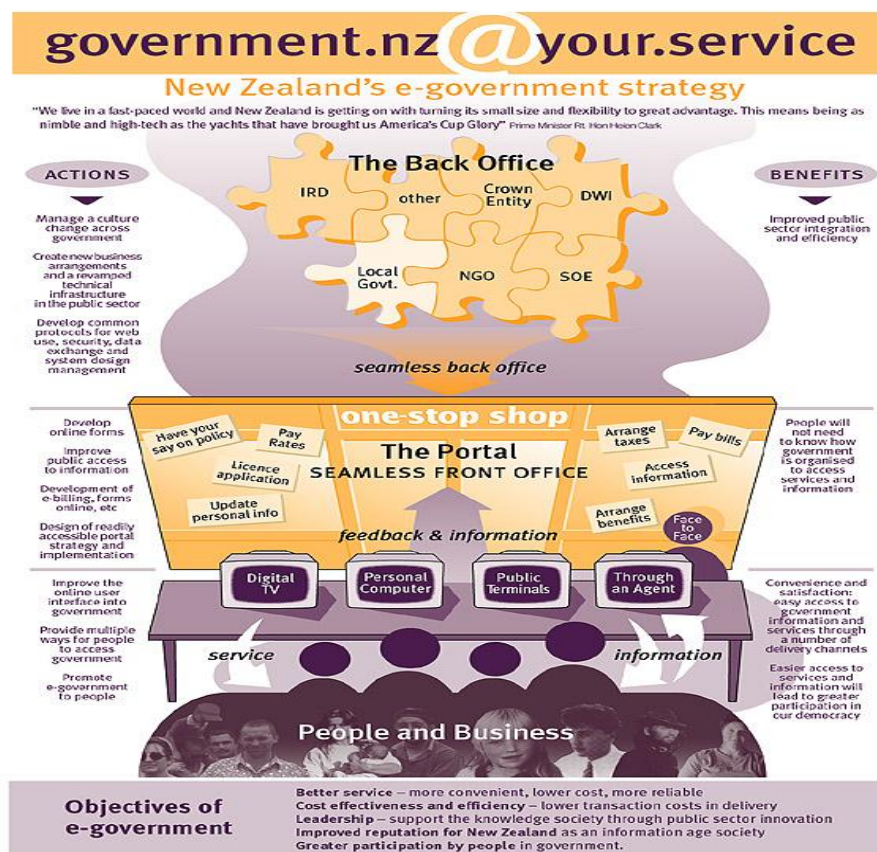 government.nz@your.service
New Zealand's e-government strategy
"We live in a fast-paced world and New Zealand is getting on with turning its small size and flexibility to great advantage. This means being as
nimble and high-tech as the yachts that have brought us America's Cup Glory" Prime Minister Rt. Hon Helen Clark
ACTIONS
Manage a culture
change across
government
Create new business
arrangements
and a revamped
technical
infrastructure
in the public sector
Develop common
protocols for web
use, security, data
exchange and
system design
management
The Back Office
IRD
other
Crown
Entity
DWI
Local
Govt.
NGO
SOE
seamless back office
BENEFITS
Improved public
sector integration
and efficiency
Develop
online forms
Improve
public access
to information
Development of
e-billing, forms
online, etc
Design of readily
accessible portal
strategy and
implementation
one-stop shop
Have your
say on policy
Pay
Rates
Licence
application
Update
personal info
The Portal
SEAMLESS FRONT OFFICE
Arrange
taxes
Pay bills
Access
information
Arrange
benefits
Face
to
Face
feedback & information
People will
not need
to know how
government
is organised
to access
services and
information
Improve the
online user
interface into
government
Provide multiple
ways for people
to access
government
Promote
e-government
to people
Digital
TV
Personal
Computer
Public
Terminals
Through
an Agent
service
information
People and Business
Convenience and
satisfaction:
easy access to
government
information and
services through
a number of
delivery channels
Easier access to
services and
information will
lead to greater
participation in
our democracy
Objectives of
e-government
Better service – more convenient, lower cost, more reliable
Cost effectiveness and efficiency – lower transaction costs in delivery
Leadership – support the knowledge society through public sector innovation
Improved reputation for New Zealand as an information age society
Greater participation by people in government.